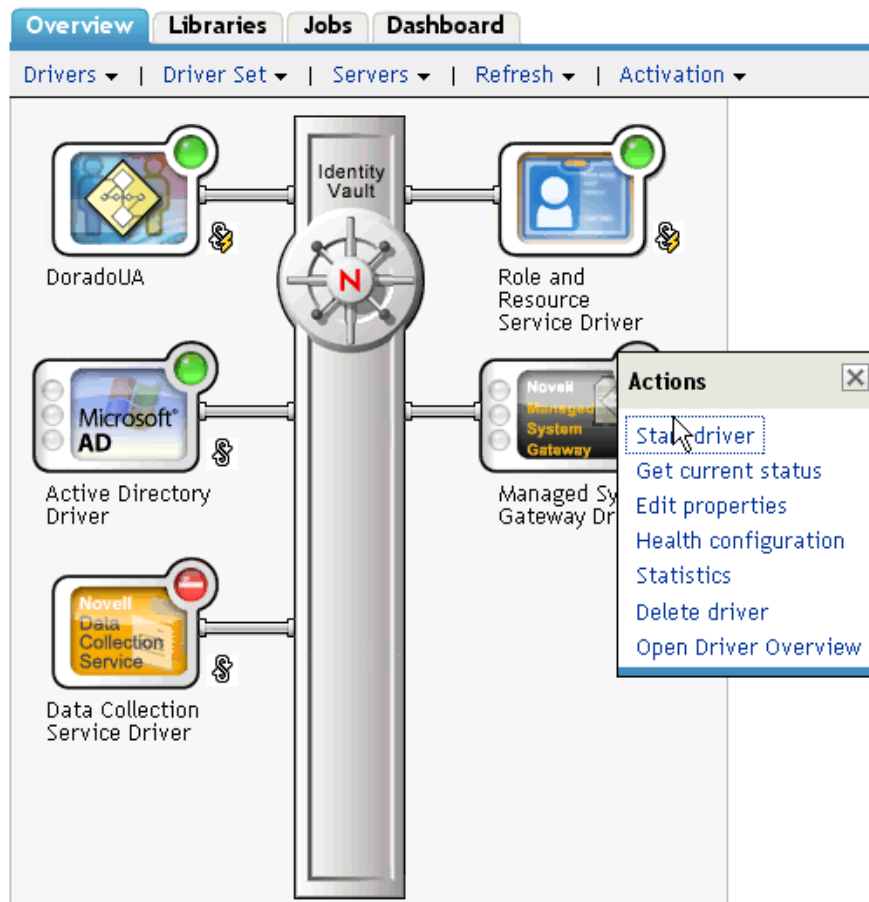 Overview Libraries Jobs Dashboard
Drivers | Driver Set | Servers | Refresh | Activation
Identity
Vault
N
DoradoUA
Role and
Resource
Service Driver
Microsoft®
AD
Active Directory
Driver
Novell
Managed
System
Gateway
Managed Sy
Gateway Dr
Actions
driver
Get current status
Edit properties
Health configuration
Statistics
Delete driver
Open Driver Overview
Novell
Data
Collection
Service
Data Collection
Service Driver